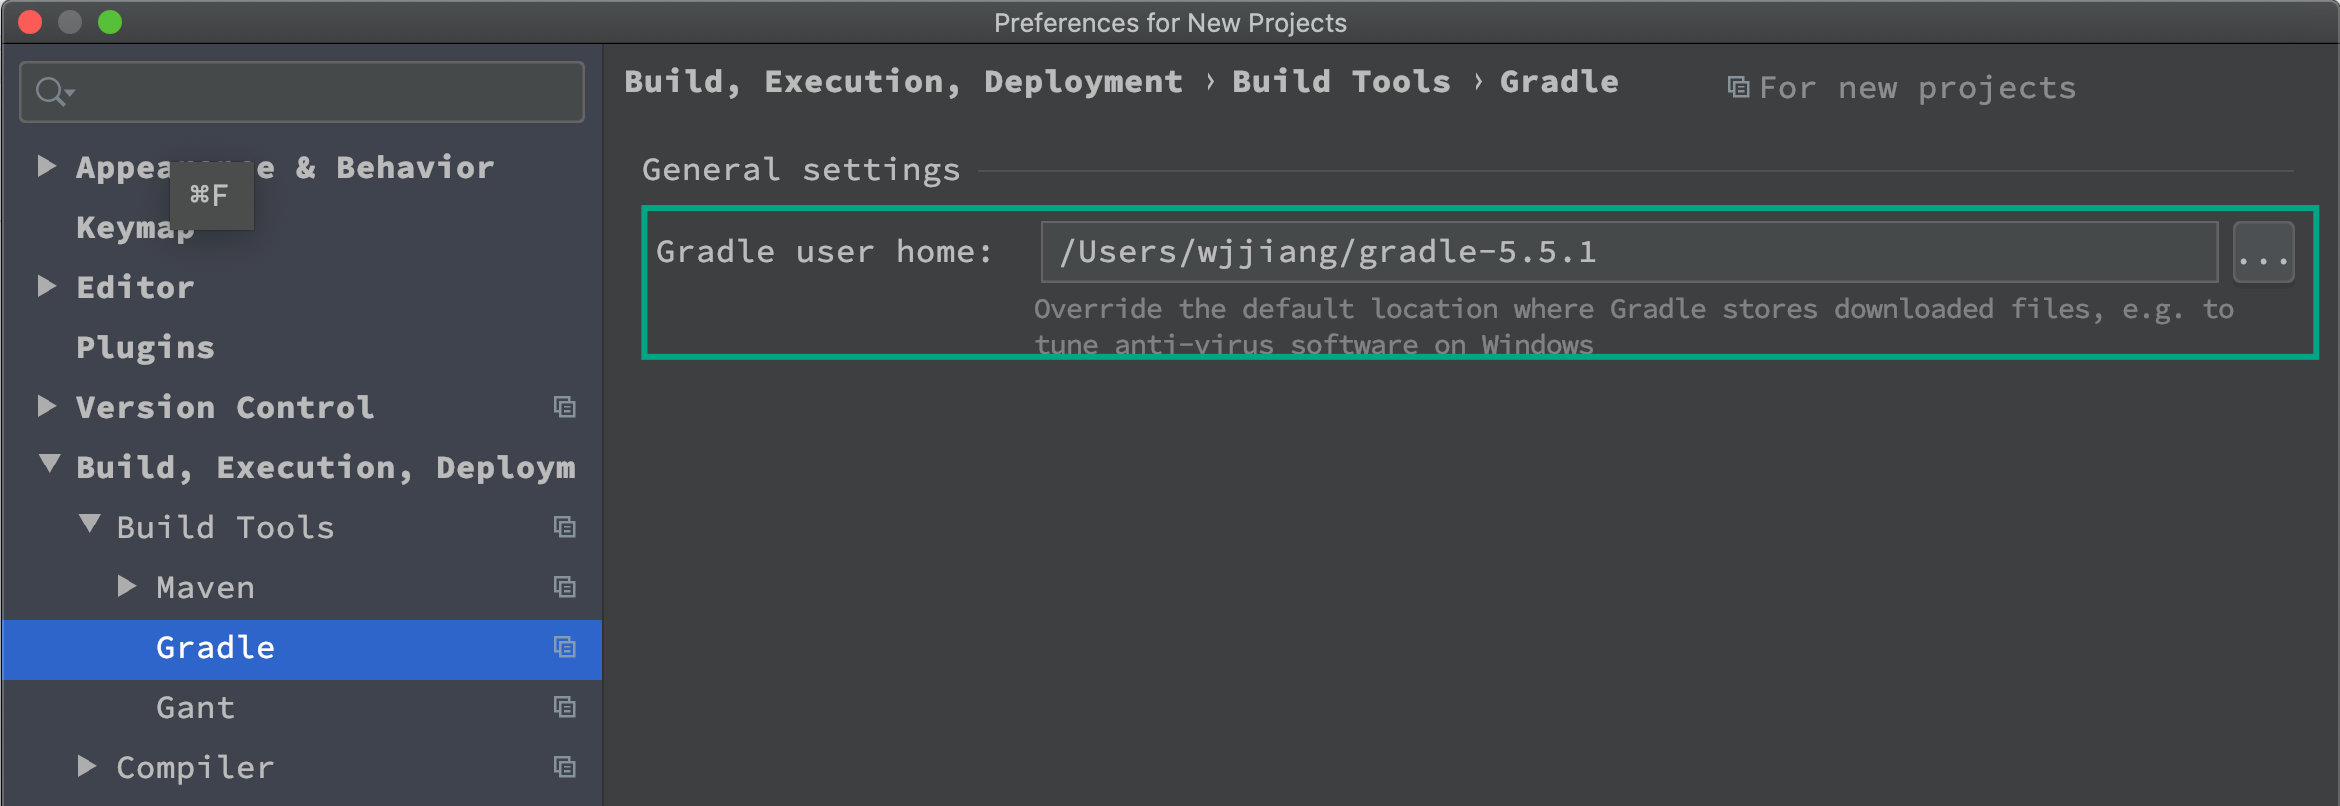 Preferences for New Projects
Build, Execution, Deployment › Build Tools › Gradle
For new projects
Appearance & Behavior
⌘F
Keymap
Editor
Plugins
Version Control
Build, Execution, Deploym
Build Tools
Maven
Gradle
Gant
Compiler
General settings
Gradle user home: /Users/wjjiang/gradle-5.5.1 ...
Override the default location where Gradle stores downloaded files, e.g. to
tune anti-virus software on Windows